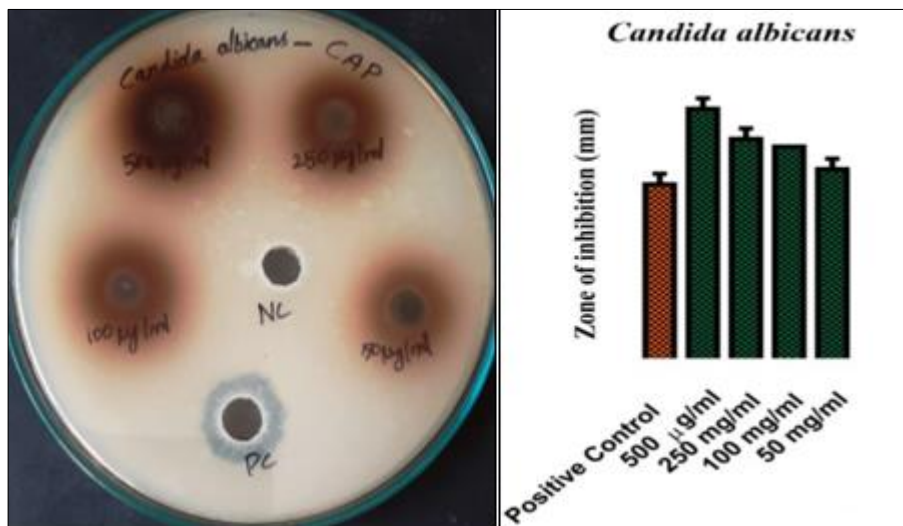 Candida albicans – CAP
500 µg/ml
250 µg/ml
100 µg/ml
NC
50 µg/ml
PC
Candida albicans
Zone of inhibition (mm)
Positive Control
500 µg/ml
250 mg/ml
100 mg/ml
50 mg/ml